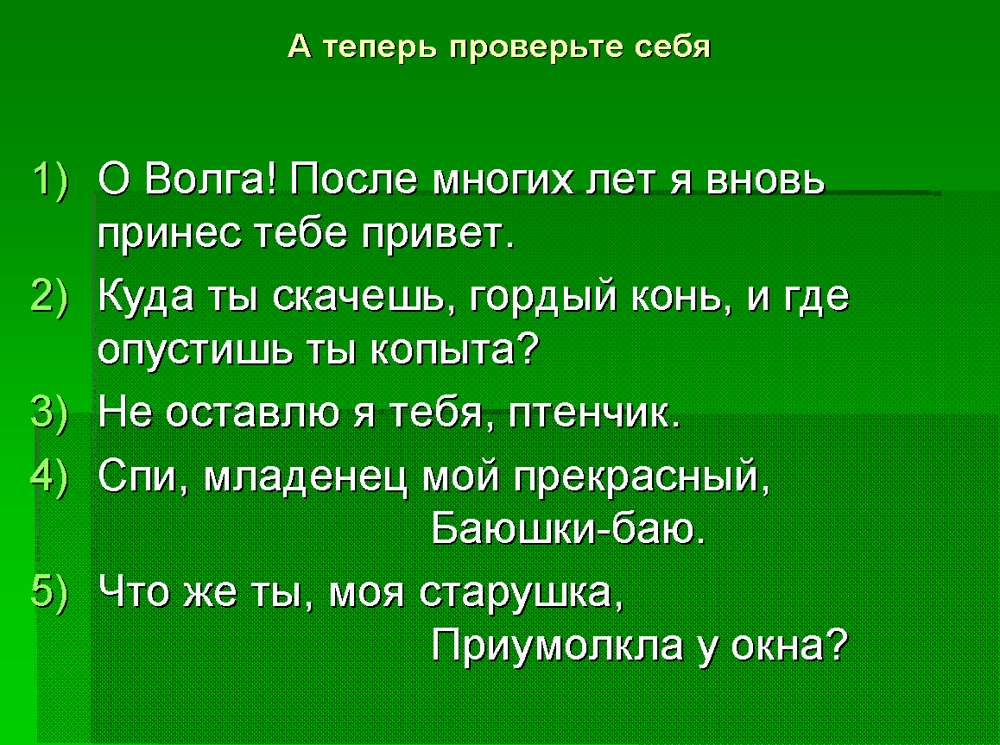 А теперь проверьте себя
1) О Волга! После многих лет я вновь
принес тебе привет.
2) Куда ты скачешь, гордый конь, и где
опустишь ты копыта?
3) Не оставлю я тебя, птенчик.
4) Спи, младенец мой прекрасный,
Баюшки-баю.
5) Что же ты, моя старушка,
Приумолкла у окна?